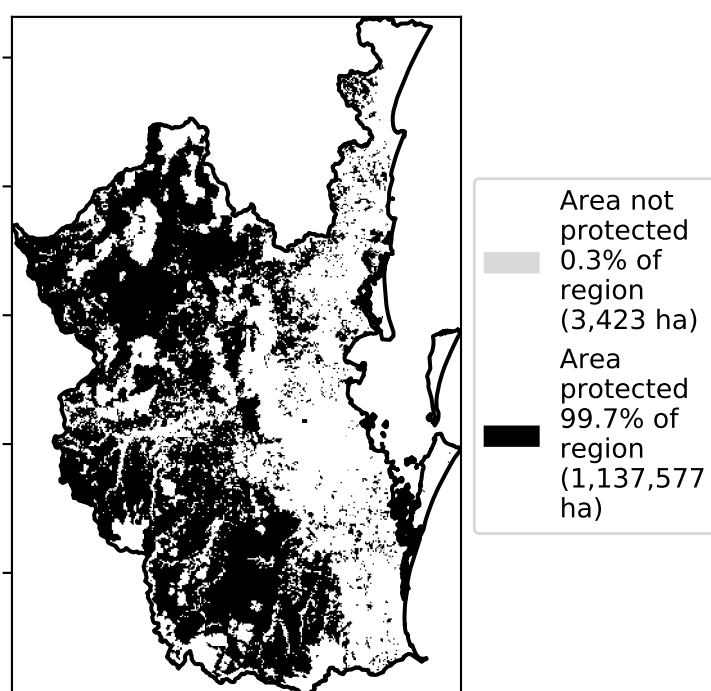 Area not
protected
0.3% of
region
(3,423 ha)
Area
protected
99.7% of
region
(1,137,577
ha)